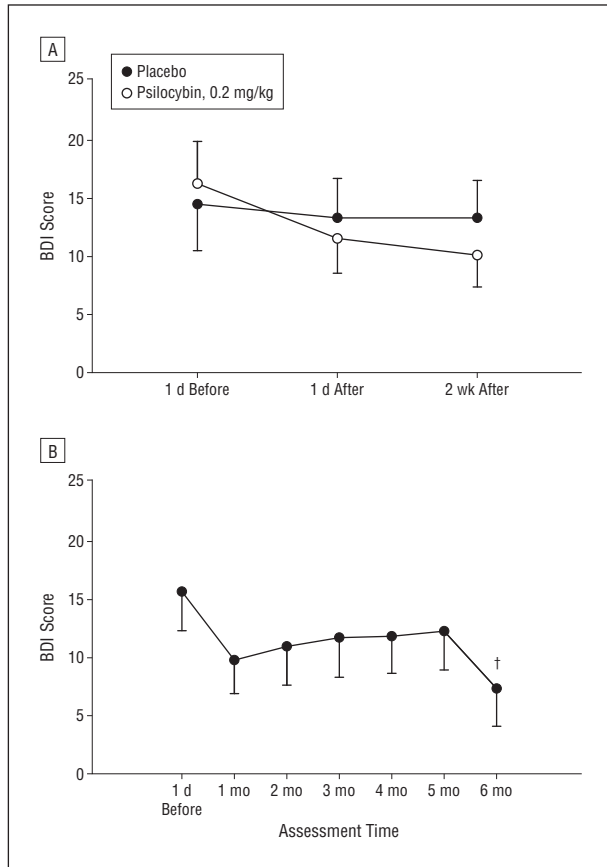 A
Placebo
Psilocybin, 0.2 mg/kg
25
20
15
10
5
0
BDI Score
1 d Before
1 d After
2 wk After
B
25
20
15
10
5
0
BDI Score
†
1 d
Before
1 mo
2 mo
3 mo
4 mo
5 mo
6 mo
Assessment Time